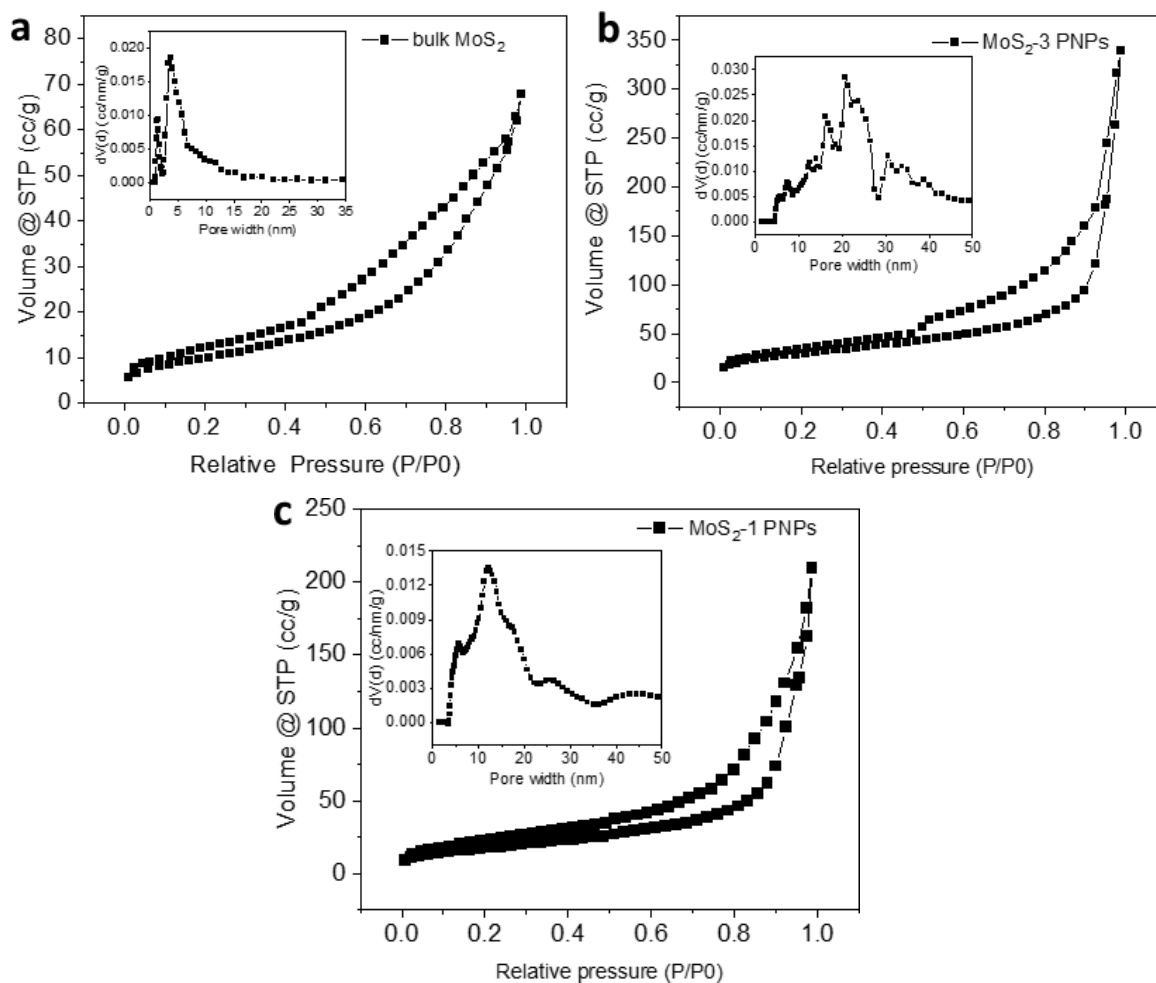 a
bulk MoS₂
Volume @ STP (cc/g)
80
70
60
50
40
30
20
10
0
0.0 0.2 0.4 0.6 0.8 1.0
Relative Pressure (P/P0)
dV(d) (cc/nm/g)
0.020
0.015
0.010
0.005
0.000
0 5 10 15 20 25 30 35
Pore width (nm)
b
MoS₂-3 PNPs
Volume @ STP (cc/g)
350
300
250
200
150
100
50
0
0.0 0.2 0.4 0.6 0.8 1.0
Relative pressure (P/P0)
dV(d) (cc/nm/g)
0.030
0.025
0.020
0.015
0.010
0.005
0.000
0 10 20 30 40 50
Pore width (nm)
c
MoS₂-1 PNPs
Volume @ STP (cc/g)
250
200
150
100
50
0
0.0 0.2 0.4 0.6 0.8 1.0
Relative pressure (P/P0)
dV(d) (cc/nm/g)
0.015
0.012
0.009
0.006
0.003
0.000
0 10 20 30 40 50
Pore width (nm)